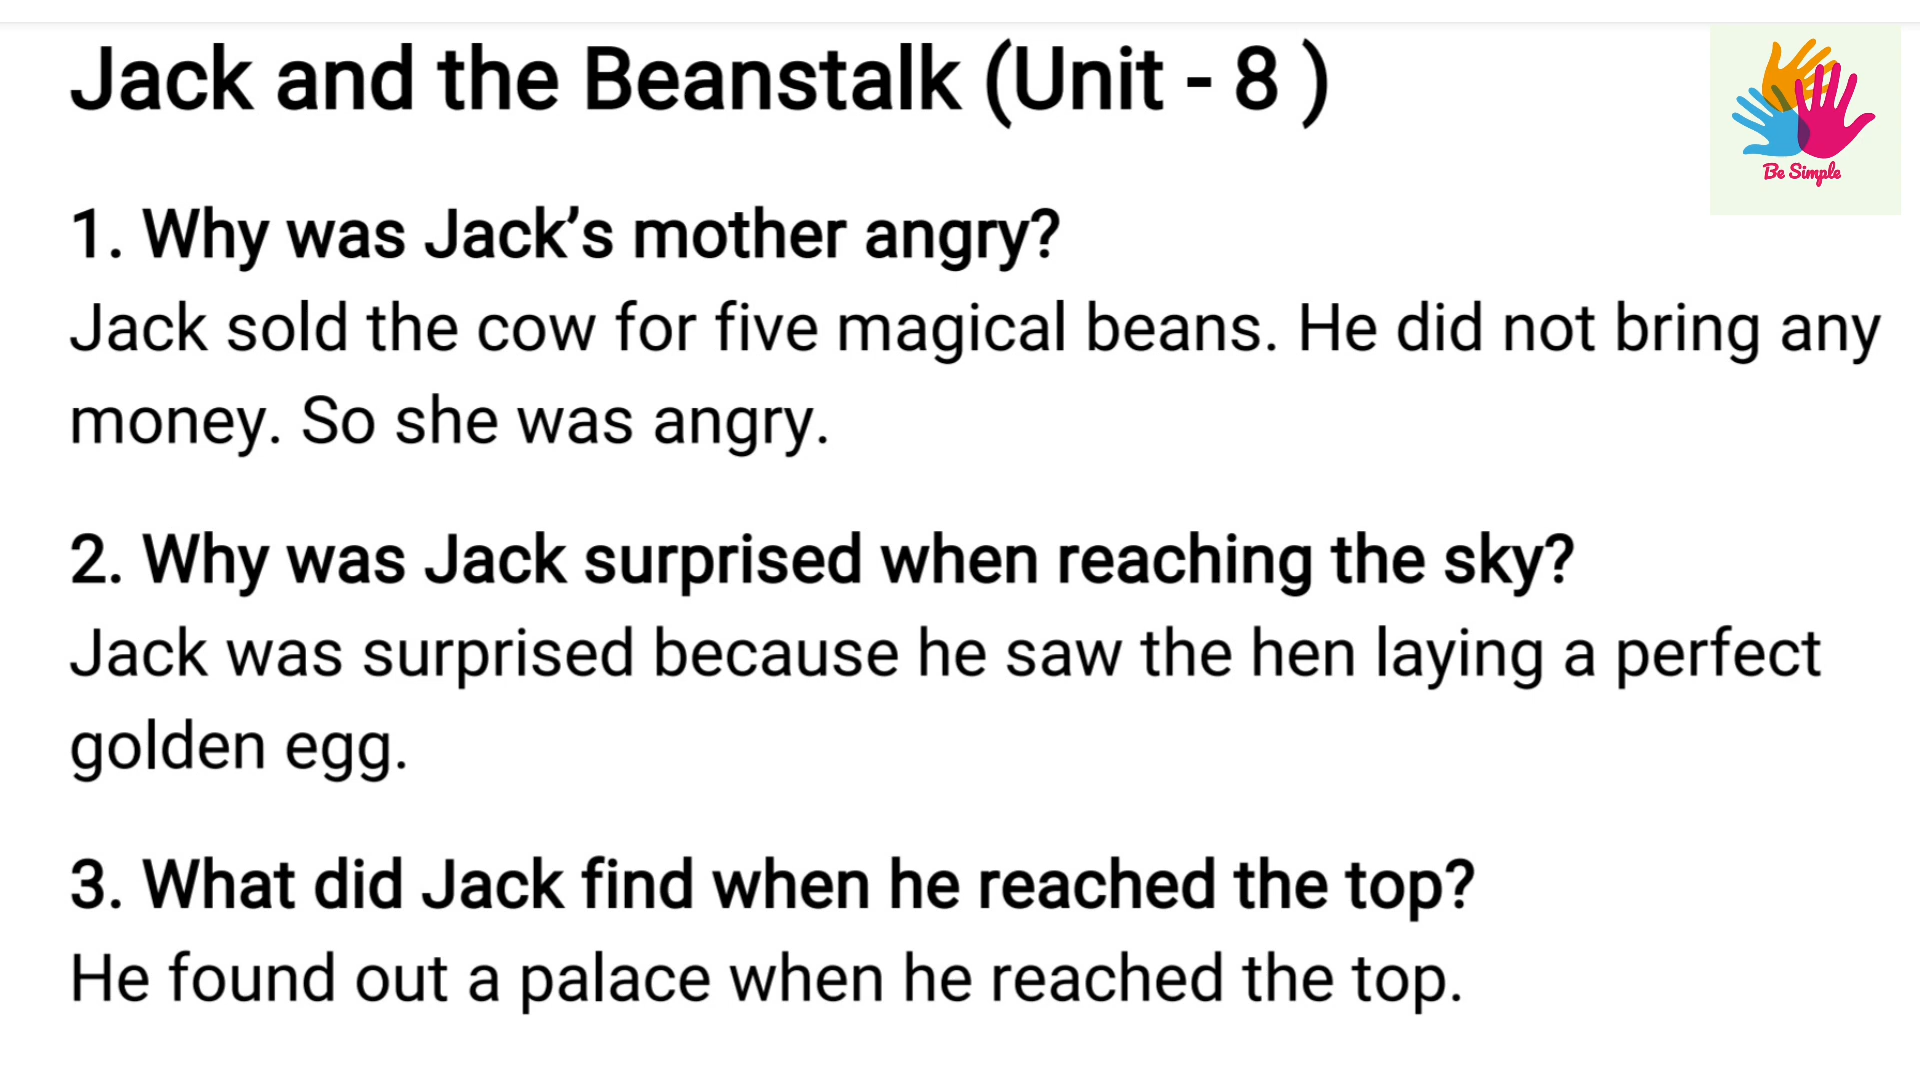 Jack and the Beanstalk (Unit - 8 )
Be Simple
1. Why was Jack’s mother angry?
Jack sold the cow for five magical beans. He did not bring any
money. So she was angry.
2. Why was Jack surprised when reaching the sky?
Jack was surprised because he saw the hen laying a perfect
golden egg.
3. What did Jack find when he reached the top?
He found out a palace when he reached the top.